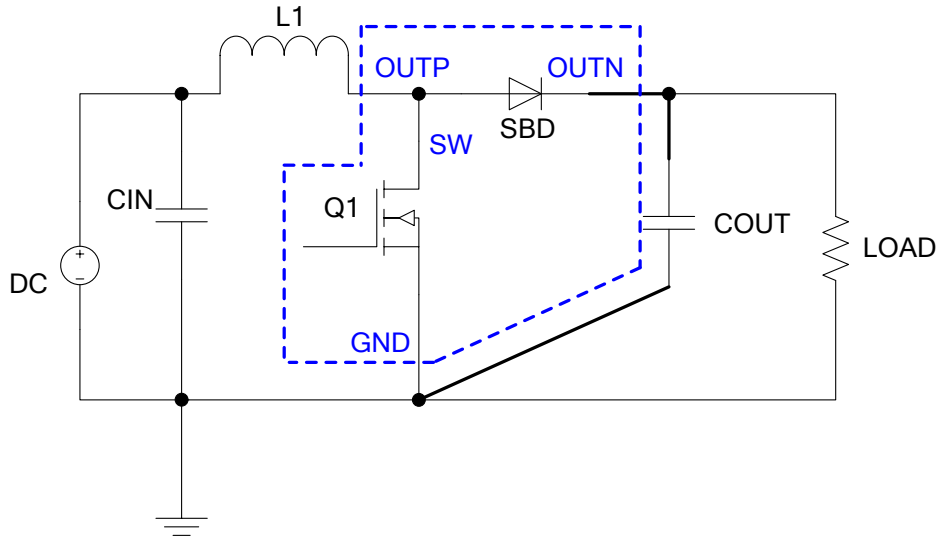 L1
OUTP
OUTN
SBD
SW
CIN
Q1
COUT
LOAD
+
−
DC
GND